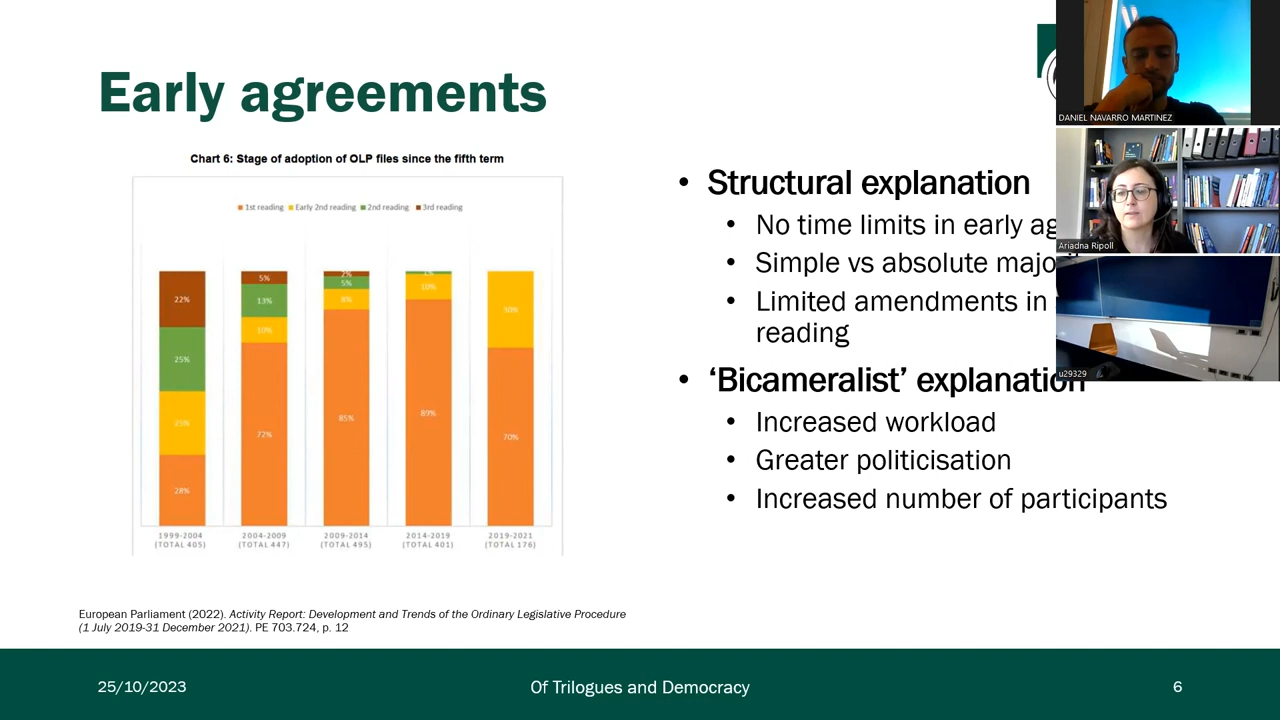 Early agreements
Chart 6: Stage of adoption of OLP files since the fifth term
1st reading Early 2nd reading 2nd reading 3rd reading
22%
25%
25%
28%
5%
13%
10%
72%
2%
5%
8%
85%
1%
10%
89%
30%
70%
1999-2004
(TOTAL 405)
2004-2009
(TOTAL 447)
2009-2014
(TOTAL 495)
2014-2019
(TOTAL 401)
2019-2021
(TOTAL 176)
European Parliament (2022). Activity Report: Development and Trends of the Ordinary Legislative Procedure
(1 July 2019-31 December 2021). PE 703.724, p. 12
• Structural explanation
• No time limits in early
• Simple vs absolute
• Limited amendments in
reading
• ‘Bicameralist’ explanation
• Increased workload
• Greater politicisation
• Increased number of participants
DANIEL NAVARRO MARTINEZ
Ariadna Ripoll
u29329
25/10/2023
Of Trilogues and Democracy
6